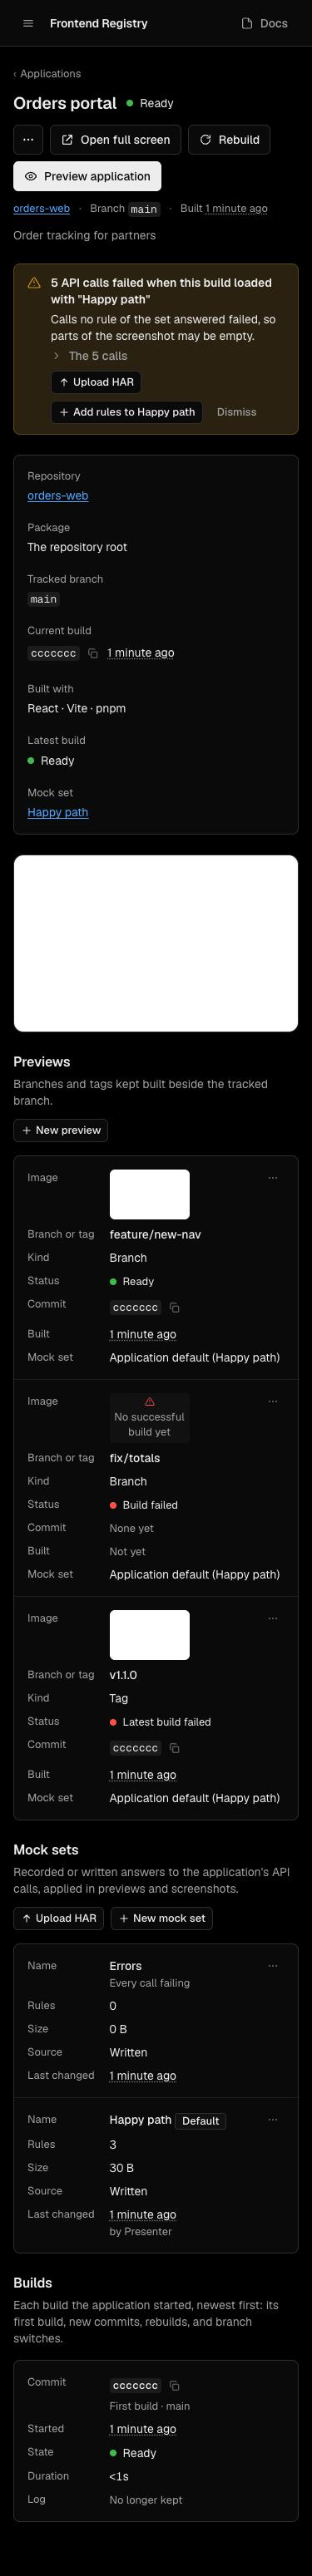 Frontend Registry
Docs
‹ Applications
Orders portal
Ready
Open full screen
Rebuild
Preview application
orders-web · Branch main · Built 1 minute ago
Order tracking for partners
5 API calls failed when this build loaded
with "Happy path"
Calls no rule of the set answered failed, so
parts of the screenshot may be empty.
The 5 calls
Upload HAR
Add rules to Happy path
Dismiss
Repository
orders-web
Package
The repository root
Tracked branch
main
Current build
ccccccc 1 minute ago
Built with
React · Vite · pnpm
Latest build
Ready
Mock set
Happy path
Previews
Branches and tags kept built beside the tracked
branch.
New preview
Image
Branch or tag feature/new-nav
Kind Branch
Status Ready
Commit ccccccc
Built 1 minute ago
Mock set Application default (Happy path)
Image
No successful
build yet
Branch or tag fix/totals
Kind Branch
Status Build failed
Commit None yet
Built Not yet
Mock set Application default (Happy path)
Image
Branch or tag v1.1.0
Kind Tag
Status Latest build failed
Commit ccccccc
Built 1 minute ago
Mock set Application default (Happy path)
Mock sets
Recorded or written answers to the application's API
calls, applied in previews and screenshots.
Upload HAR
New mock set
Name Errors
Every call failing
Rules 0
Size 0 B
Source Written
Last changed 1 minute ago
Name Happy path Default
Rules 3
Size 30 B
Source Written
Last changed 1 minute ago
by Presenter
Builds
Each build the application started, newest first: its
first build, new commits, rebuilds, and branch
switches.
Commit ccccccc
First build · main
Started 1 minute ago
State Ready
Duration <1s
Log No longer kept